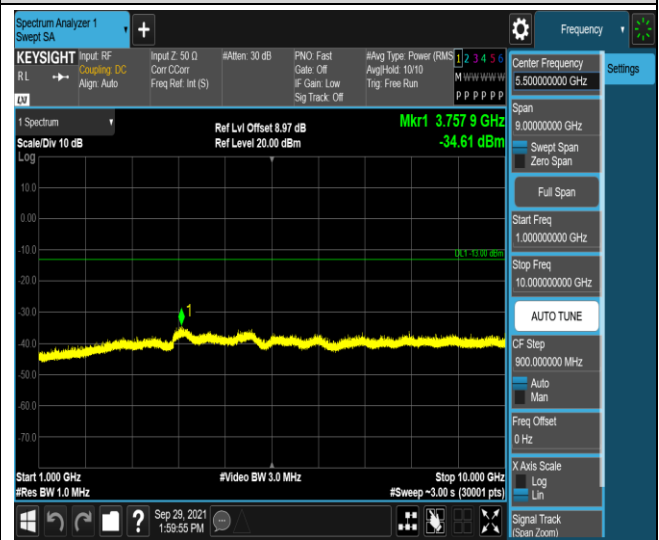 Spectrum Analyzer 1
Swept SA
Frequency
KEYSIGHT
RL
LXI
Input: RF
Coupling: DC
Align: Auto
Input Z: 50 Ω
Corr CCorr
Freq Ref: Int (S)
#Atten: 30 dB
PNO: Fast
Gate: Off
IF Gain: Low
Sig Track: Off
#Avg Type: Power (RMS
Avg|Hold: 10/10
Trig: Free Run
1 2 3 4 5 6
M W W W W W
P P P P P P
1 Spectrum
Scale/Div 10 dB
Log
Ref Lvl Offset 8.97 dB
Ref Level 20.00 dBm
Mkr1 3.757 9 GHz
-34.61 dBm
10.0
0.00
-10.0
DL1 -13.00 dBm
-20.0
-30.0
1
-40.0
-50.0
-60.0
-70.0
Start 1.000 GHz
#Res BW 1.0 MHz
#Video BW 3.0 MHz
Stop 10.000 GHz
#Sweep ~3.00 s (30001 pts)
?
Sep 29, 2021
1:59:55 PM
Center Frequency
5.500000000 GHz
Span
9.00000000 GHz
Swept Span
Zero Span
Full Span
Start Freq
1.000000000 GHz
Stop Freq
10.000000000 GHz
AUTO TUNE
CF Step
900.000000 MHz
Auto
Man
Freq Offset
0 Hz
X Axis Scale
Log
Lin
Signal Track
(Span Zoom)
Settings